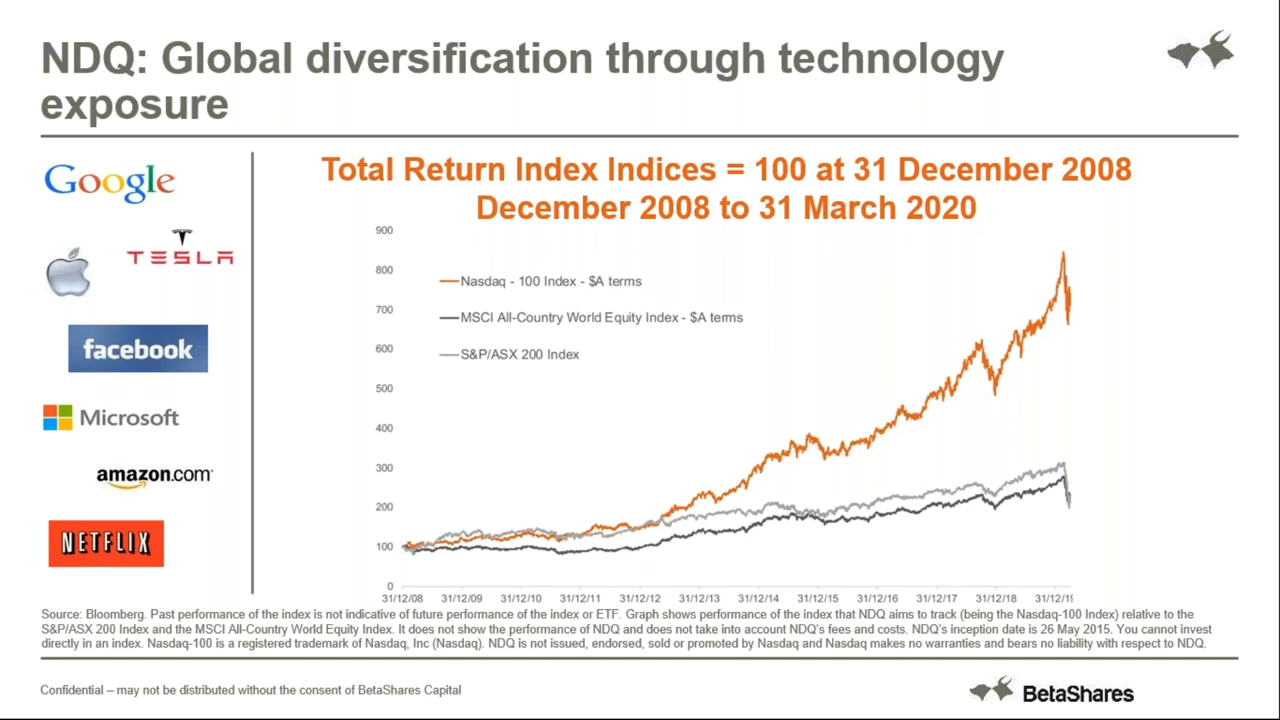 NDQ: Global diversification through technology
exposure
Google
TESLA
facebook
Microsoft
amazon.com
NETFLIX
Total Return Index Indices = 100 at 31 December 2008
December 2008 to 31 March 2020
900
800
700
600
500
400
300
200
100
0
Nasdaq - 100 Index - $A terms
MSCI All-Country World Equity Index - $A terms
S&P/ASX 200 Index
31/12/08 31/12/09 31/12/10 31/12/11 31/12/12 31/12/13 31/12/14 31/12/15 31/12/16 31/12/17 31/12/18 31/12/19
Source: Bloomberg. Past performance of the index is not indicative of future performance of the index or ETF. Graph shows performance of the index that NDQ aims to track (being the Nasdaq-100 Index) relative to the
S&P/ASX 200 Index and the MSCI All-Country World Equity Index. It does not show the performance of NDQ and does not take into account NDQ's fees and costs. NDQ's inception date is 26 May 2015. You cannot invest
directly in an index. Nasdaq-100 is a registered trademark of Nasdaq, Inc (Nasdaq). NDQ is not issued, endorsed, sold or promoted by Nasdaq and Nasdaq makes no warranties and bears no liability with respect to NDQ.
Confidential – may not be distributed without the consent of BetaShares Capital
BetaShares